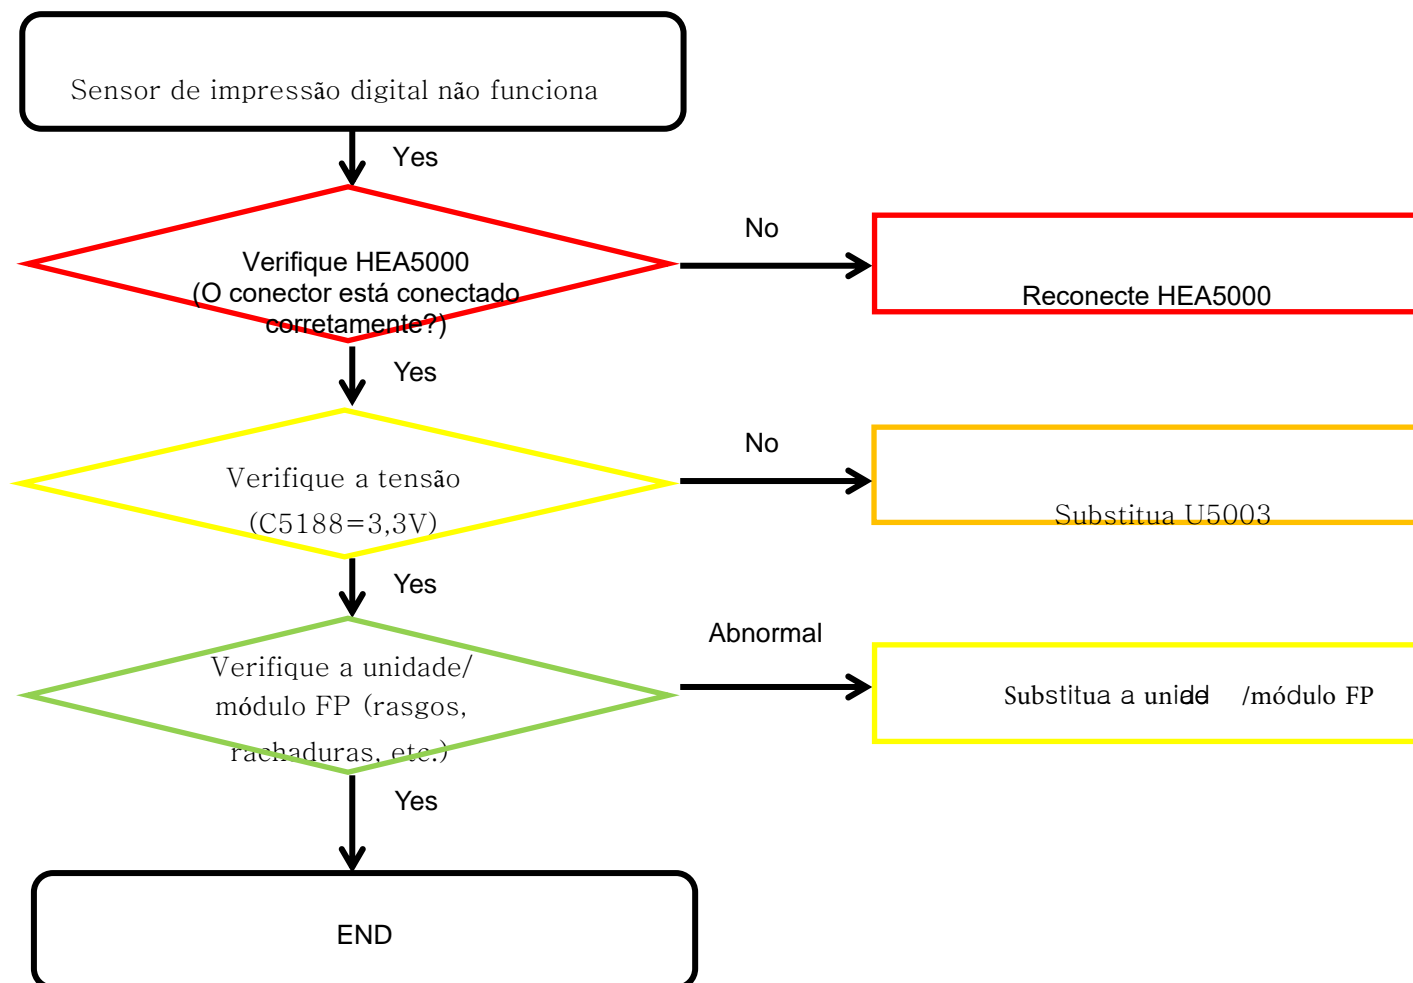 Sensor de impressão digital não funciona
Yes
Verifique HEA5000
(O conector está conectado
corretamente?)
No
Reconecte HEA5000
Yes
Verifique a tensão
(C5188=3,3V)
No
Substitua U5003
Yes
Verifique a unidade/
módulo FP (rasgos,
rachaduras, etc.)
Abnormal
Substitua a /módulo FP
Yes
END